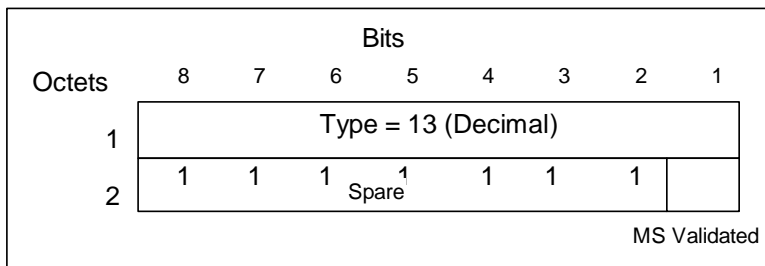 Bits
Octets 8 7 6 5 4 3 2 1
1 Type = 13 (Decimal)
2 1 1 1 1 1 1 1
Spare
MS Validated